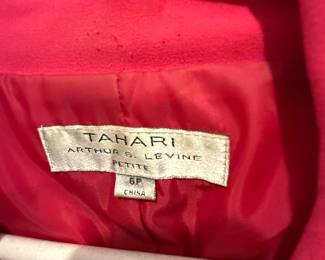 TAHARI
ARTHUR S. LEVINE
PETITE
6P
CHINA